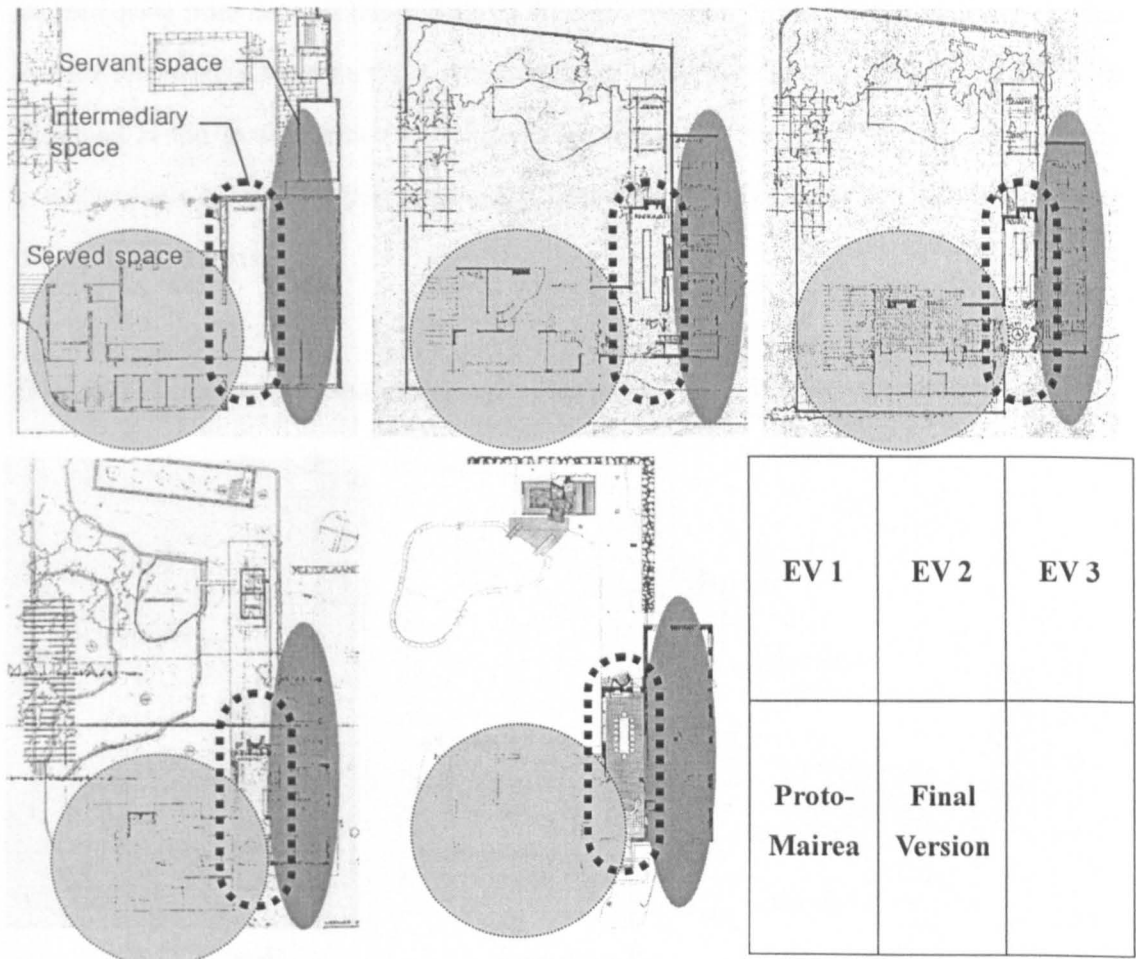 Servant space
Intermediary
space
Served space
EV 1
EV 2
EV 3
Proto-
Mairea
Final
Version